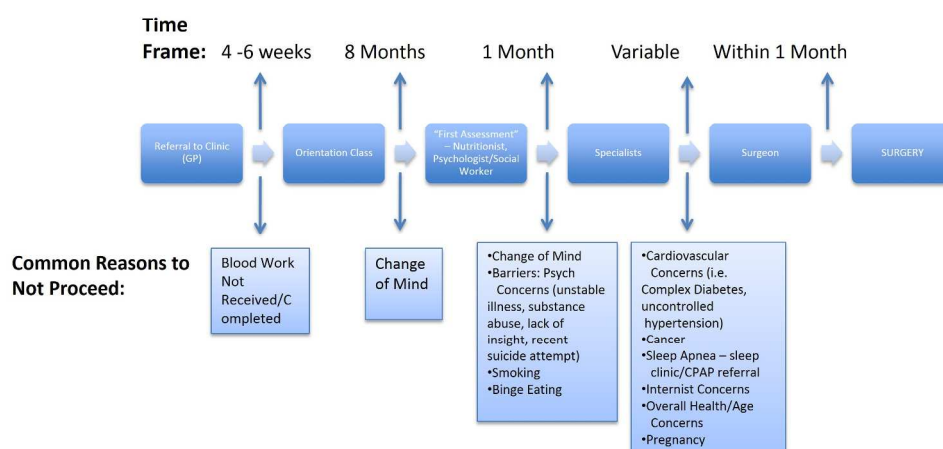 Time
Frame: 4 -6 weeks 8 Months 1 Month Variable Within 1 Month
Referral to Clinic
(GP)
Orientation Class
"First Assessment"
– Nutritionist,
Psychologist/Social
Worker
Specialists
Surgeon
SURGERY
Common Reasons to
Not Proceed:
Blood Work
Not
Received/C
ompleted
Change
of Mind
•Change of Mind
•Barriers: Psych
Concerns (unstable
illness, substance
abuse, lack of
insight, recent
suicide attempt)
•Smoking
•Binge Eating
•Cardiovascular
Concerns (i.e.
Complex Diabetes,
uncontrolled
hypertension)
•Cancer
•Sleep Apnea – sleep
clinic/CPAP referral
•Internist Concerns
•Overall Health/Age
Concerns
•Pregnancy